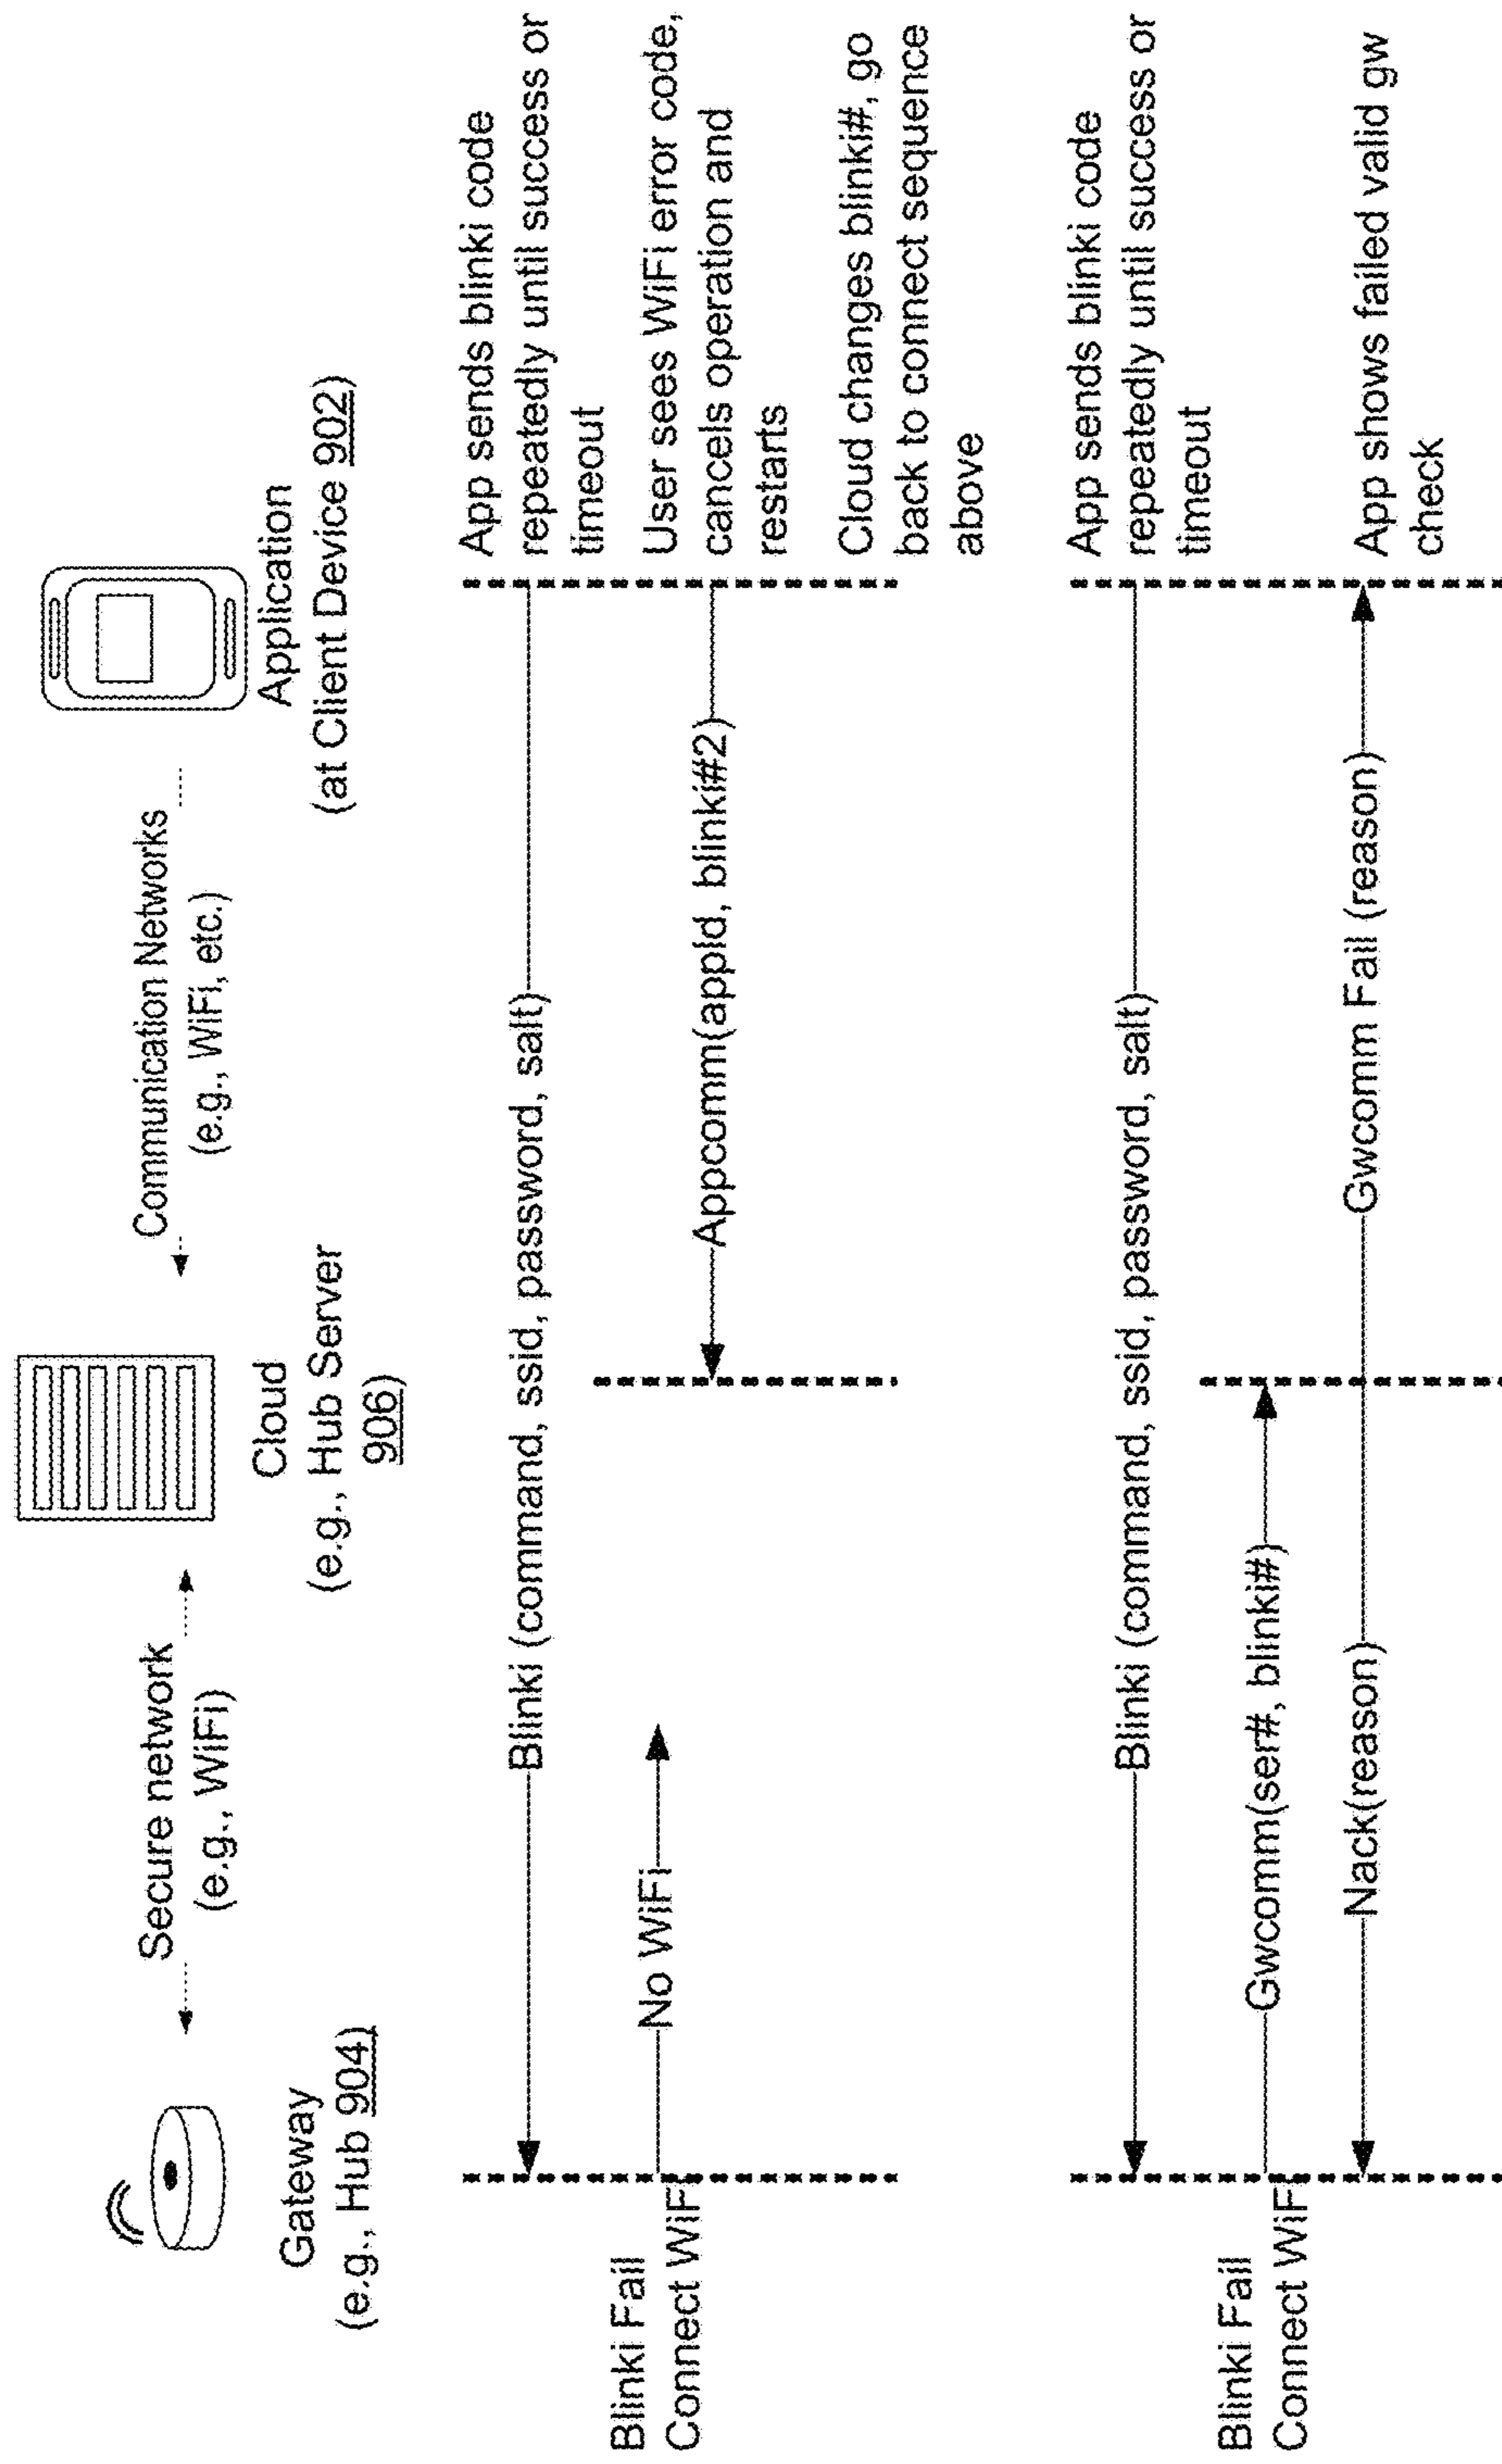 Gateway
(e.g., Hub 904)
Secure network
(e.g., WiFi)
Cloud
(e.g., Hub Server
906)
Communication Networks
(e.g., WiFi, etc.)
Application
(at Client Device 902)
Blinki (command, ssid, password, salt)
App sends blinki code
repeatedly until success or
timeout
Blinki Fail
Connect WiFi
No WiFi
Appcomm(appId, blinki#2)
User sees WiFi error code,
cancels operation and
restarts
Cloud changes blinki#, go
back to connect sequence
above
Blinki (command, ssid, password, salt)
App sends blinki code
repeatedly until success or
timeout
Blinki Fail
Connect WiFi
Gwcomm(ser#, blinki#)
Nack(reason)
Gwcomm Fail (reason)
App shows failed valid gw
check